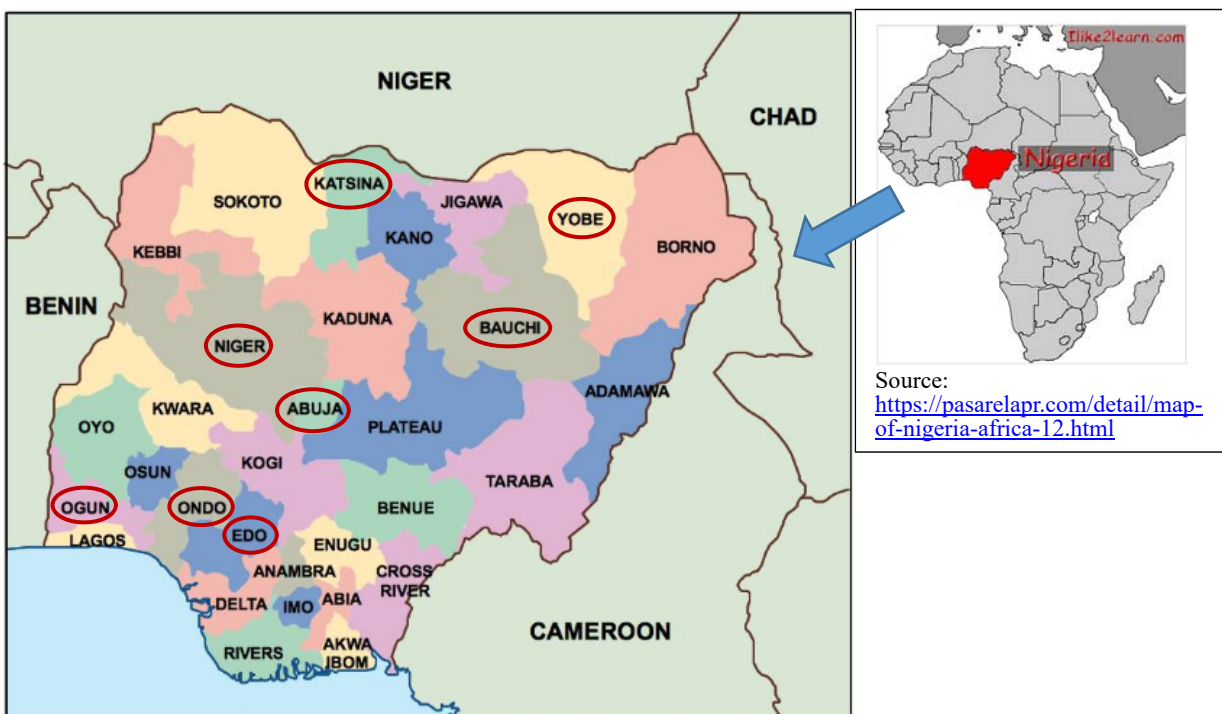 NIGER
CHAD
KATSINA
SOKOTO
JIGAWA
YOBE
KANO
BORNO
KEBBI
BENIN
KADUNA
BAUCHI
NIGER
ADAMAWA
ABUJA
KWARA
PLATEAU
OYO
KOGI
OSUN
TARABA
OGUN
ONDO
BENUE
EDO
LAGOS
ENUGU
ANAMBRA
CROSS
RIVER
DELTA
IMO
ABIA
CAMEROON
RIVERS
AKWA
IBOM
Ilike2learn.com
Nigeria
Source:
https://pasarelapr.com/detail/map-
of-nigeria-africa-12.html